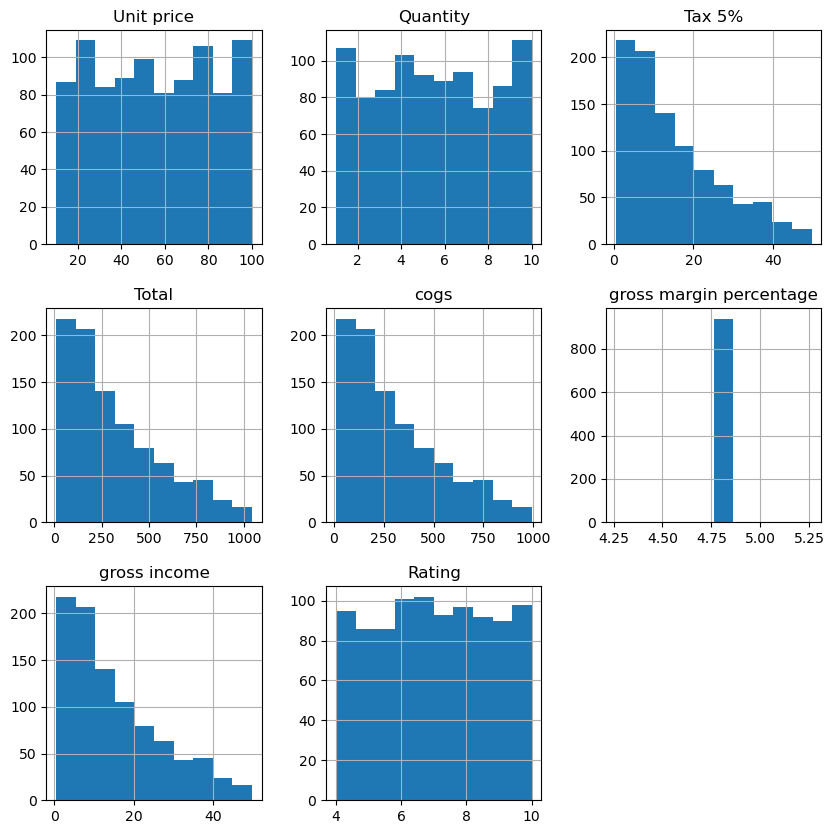 Unit price
100
80
60
40
20
0
20 40 60 80 100
Quantity
100
80
60
40
20
0
2 4 6 8 10
Tax 5%
200
150
100
50
0
0 20 40
Total
200
150
100
50
0
0 250 500 750 1000
cogs
200
150
100
50
0
0 250 500 750 1000
gross margin percentage
800
600
400
200
0
4.25 4.50 4.75 5.00 5.25
gross income
200
150
100
50
0
0 20 40
Rating
100
80
60
40
20
0
4 6 8 10